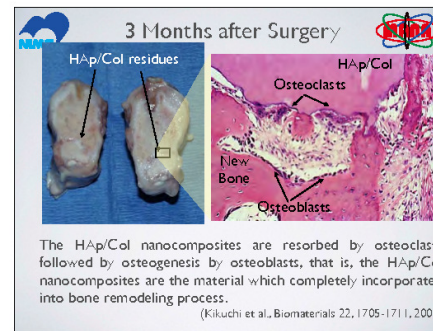 3 Months after Surgery
NIMS
HAp/Col residues
HAp/Col
Osteoclasts
New
Bone
Osteoblasts
The HAp/Col nanocomposites are resorbed by osteoclas
followed by osteogenesis by osteoblasts, that is, the HAp/Co
nanocomposites are the material which completely incorporate
into bone remodeling process.
(Kikuchi et al., Biomaterials 22, 1705-1711, 200